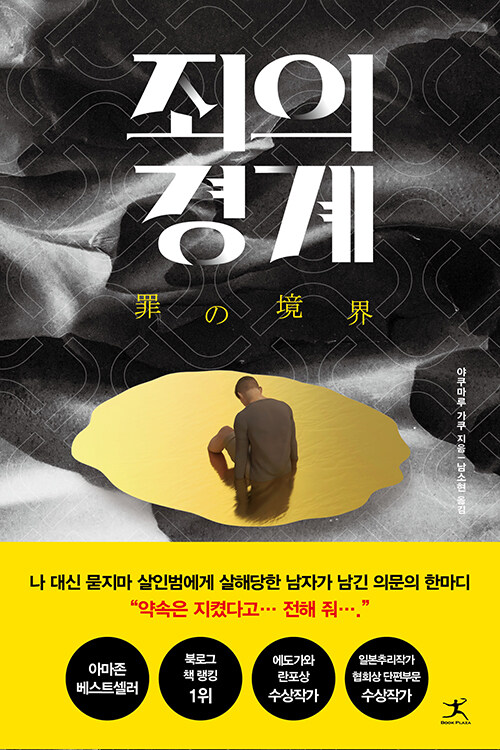 죄의
경계
罪の境界
야쿠마루 가쿠 지음 | 남소현 옮김
나 대신 묻지마 살인범에게 살해당한 남자가 남긴 의문의 한마디
“약속은 지켰다고… 전해 줘….”
아마존
베스트셀러
북로그
책 랭킹
1위
에도가와
란포상
수상작가
일본추리작가
협회상 단편부문
수상작가
BOOK PLAZA